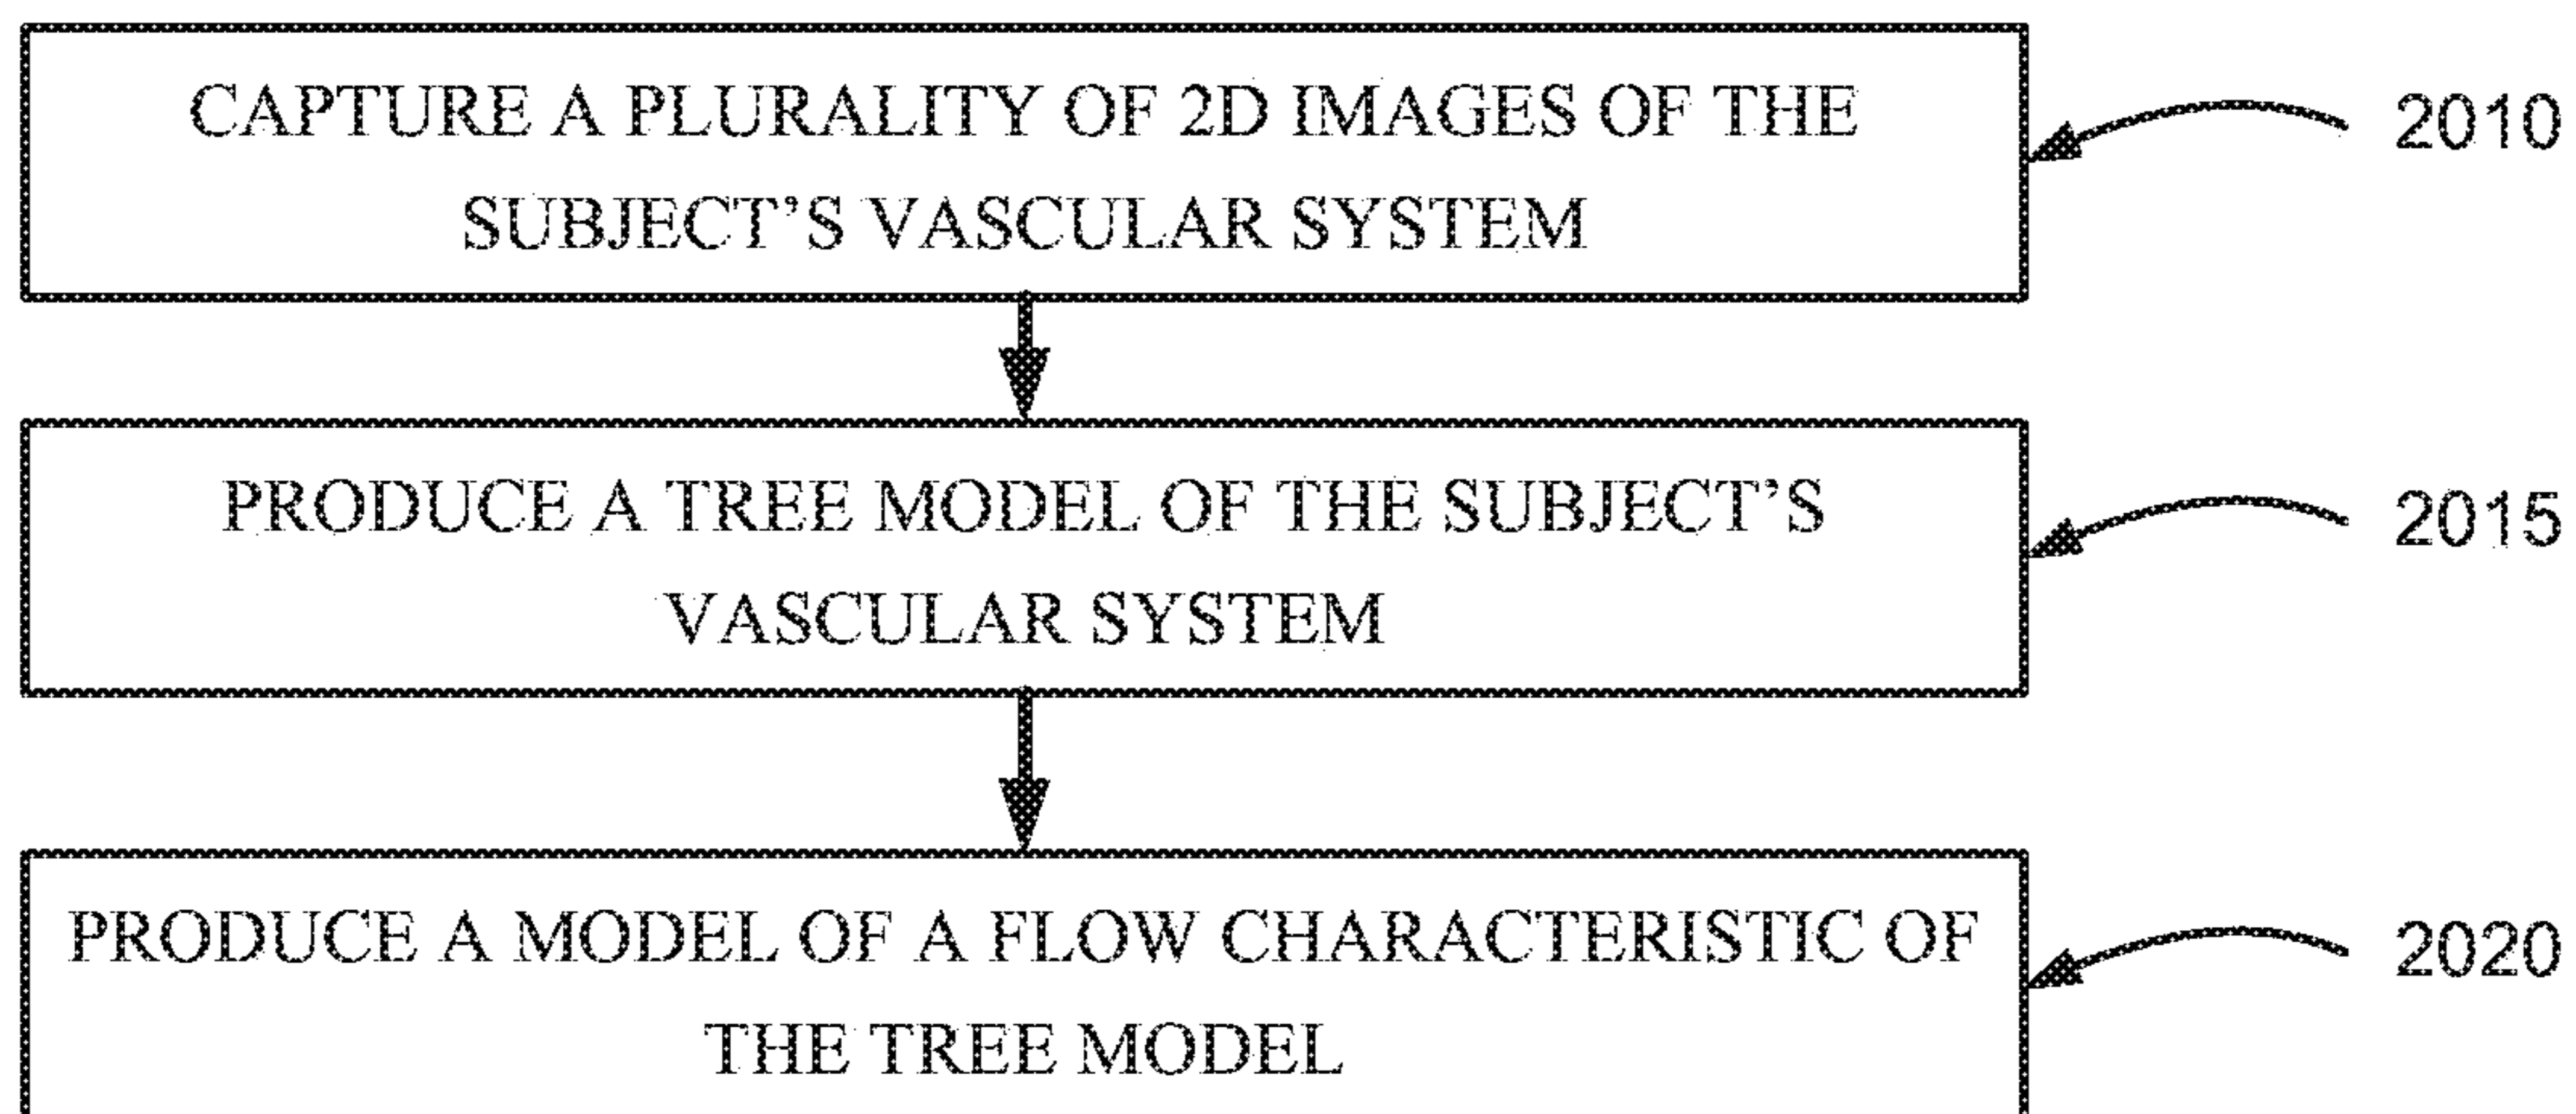 CAPTURE A PLURALITY OF 2D IMAGES OF THE
SUBJECT’S VASCULAR SYSTEM
2010
PRODUCE A TREE MODEL OF THE SUBJECT’S
VASCULAR SYSTEM
2015
PRODUCE A MODEL OF A FLOW CHARACTERISTIC OF
THE TREE MODEL
2020